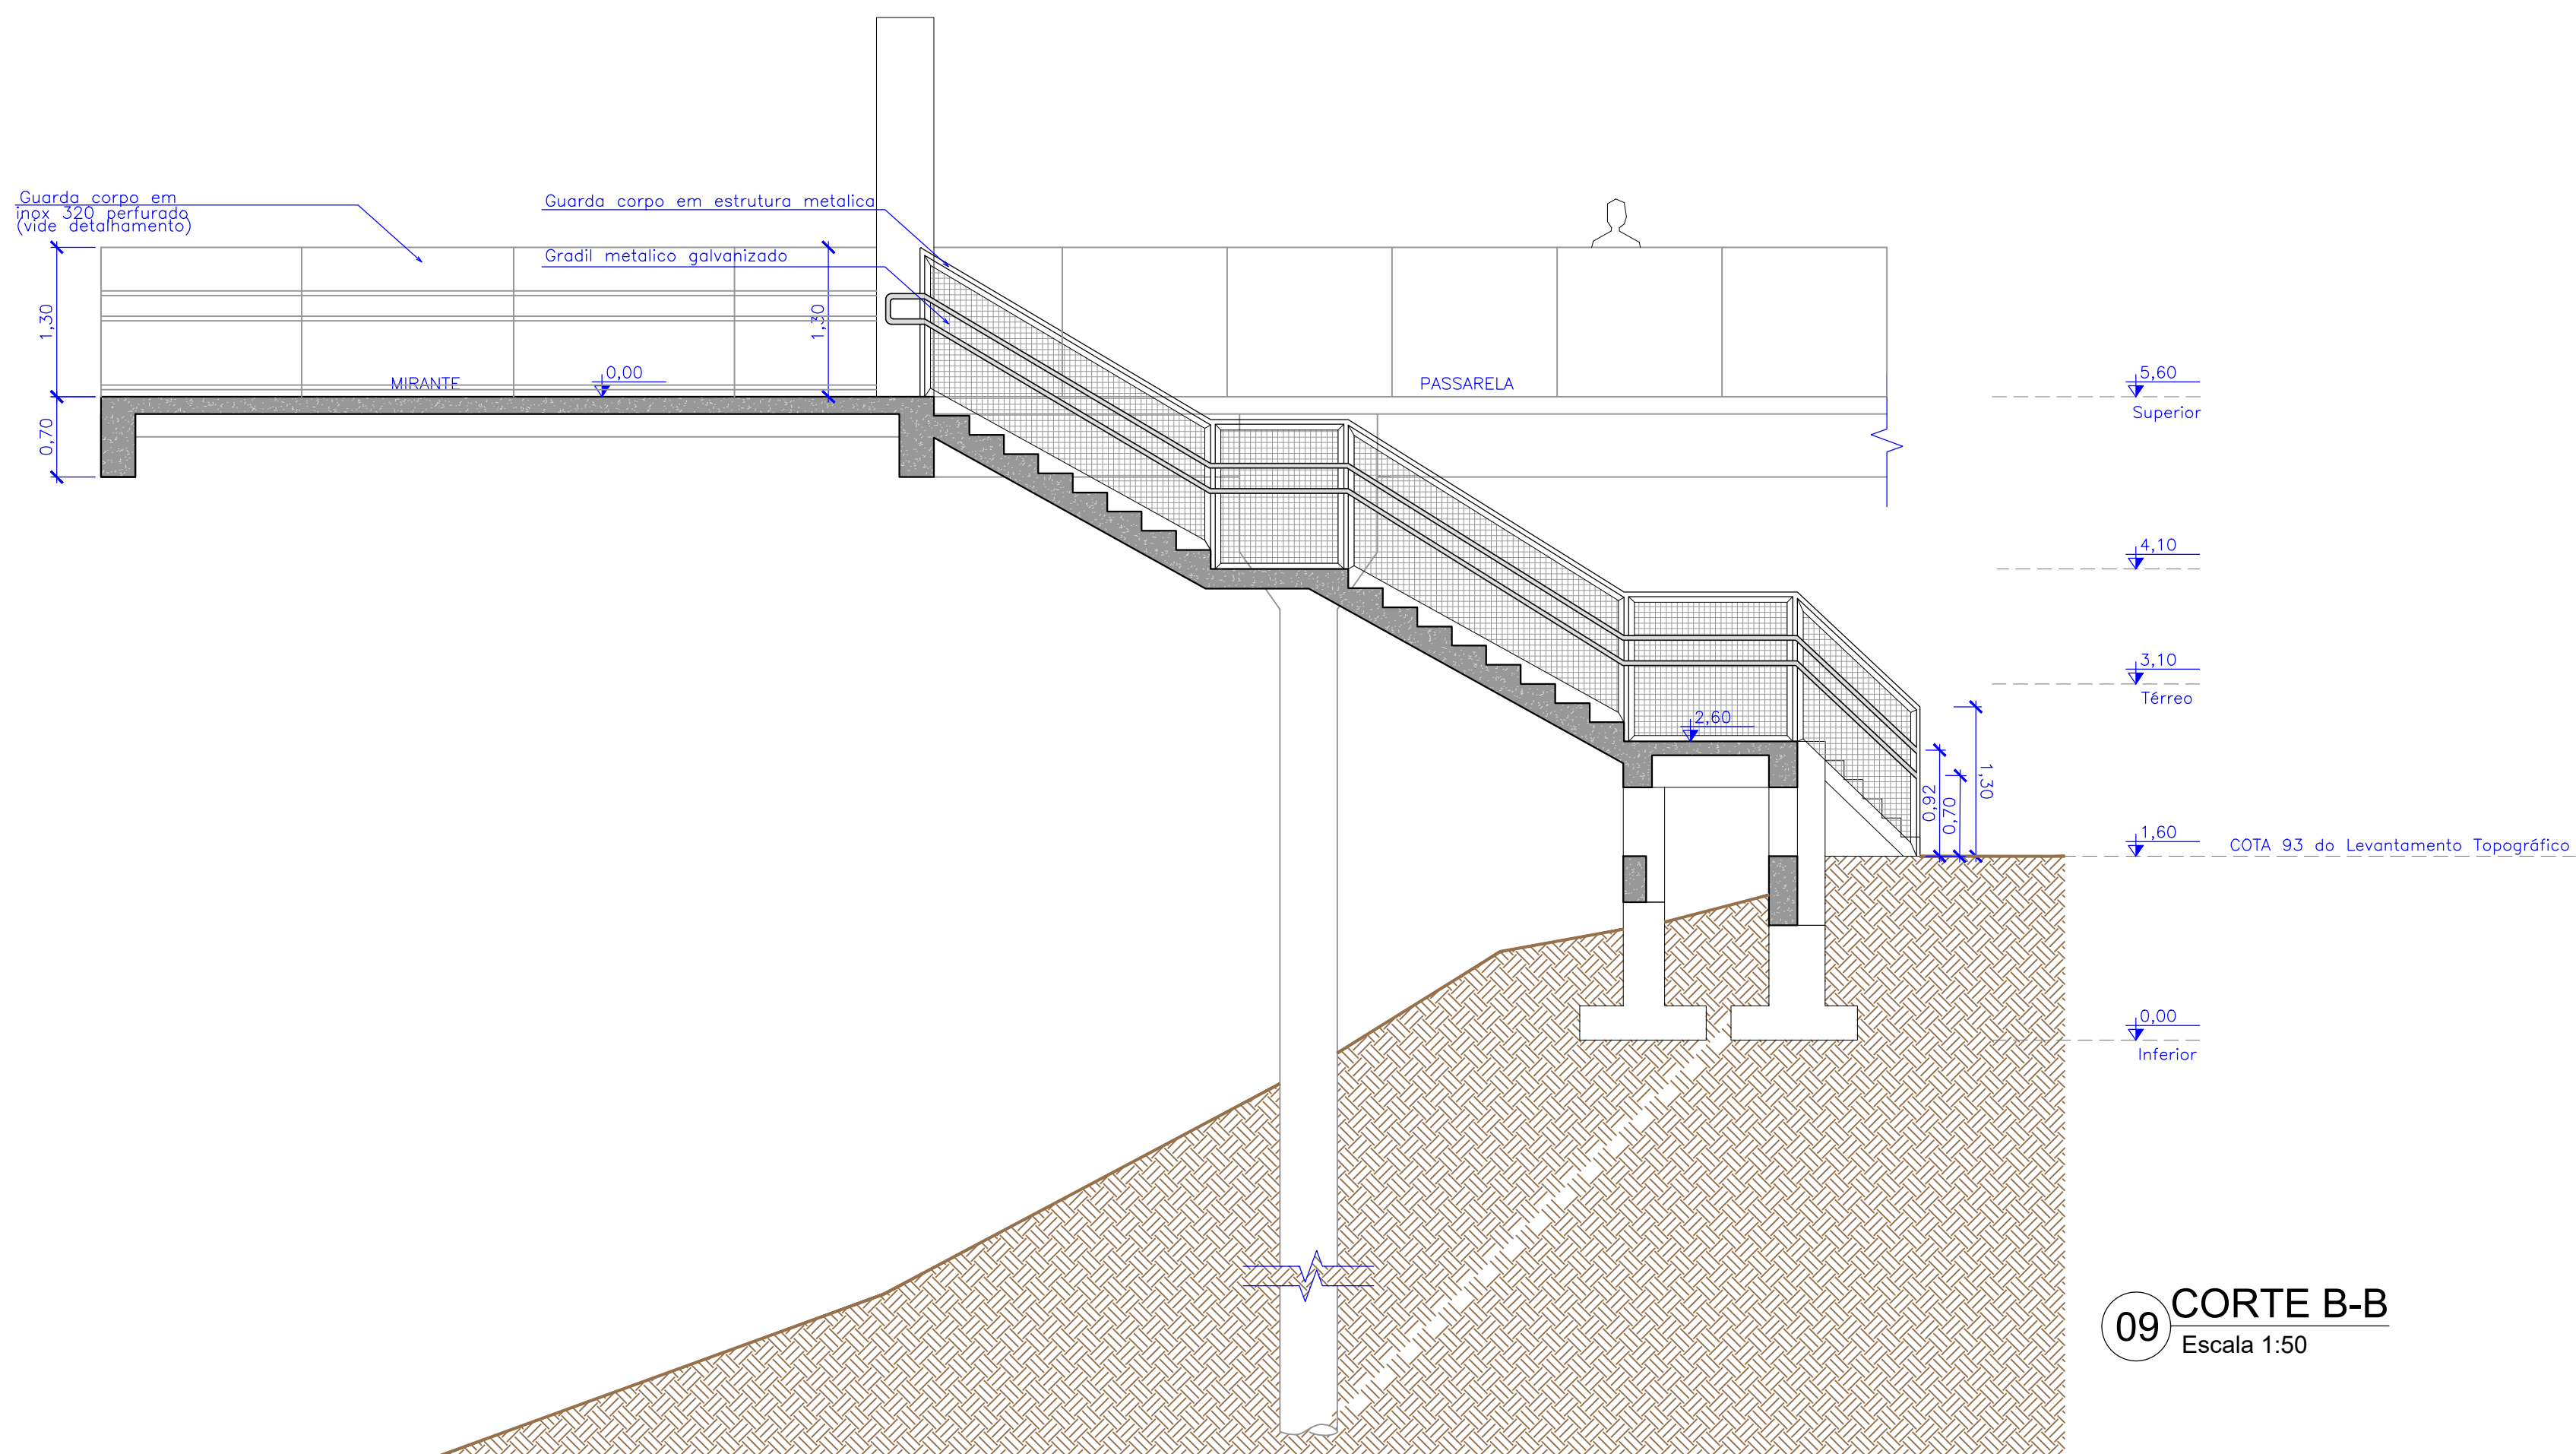 Guarda corpo em
inox 320 perfurado
(vide detalhamento)
Guarda corpo em estrutura metalica
Gradil metalico galvanizado
1,30
1,30
MIRANTE
0,00
PASSARELA
0,70
5,60
Superior
4,10
3,10
Térreo
2,60
0,92
0,70
1,30
1,60
COTA 93 do Levantamento Topográfico
0,00
Inferior
09
CORTE B-B
Escala 1:50